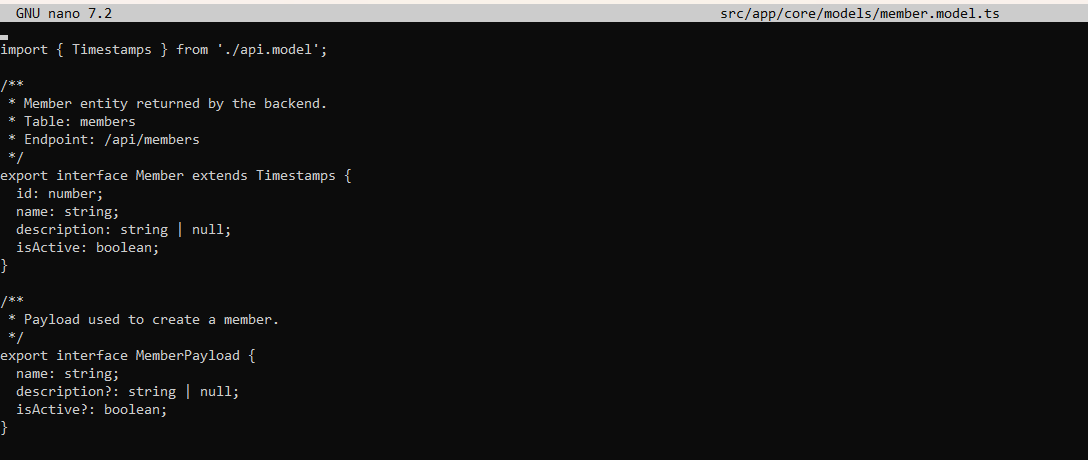 GNU nano 7.2 src/app/core/models/member.model.ts
import { Timestamps } from './api.model';
/**
 * Member entity returned by the backend.
 * Table: members
 * Endpoint: /api/members
 */
export interface Member extends Timestamps {
  id: number;
  name: string;
  description: string | null;
  isActive: boolean;
}
/**
 * Payload used to create a member.
 */
export interface MemberPayload {
  name: string;
  description?: string | null;
  isActive?: boolean;
}